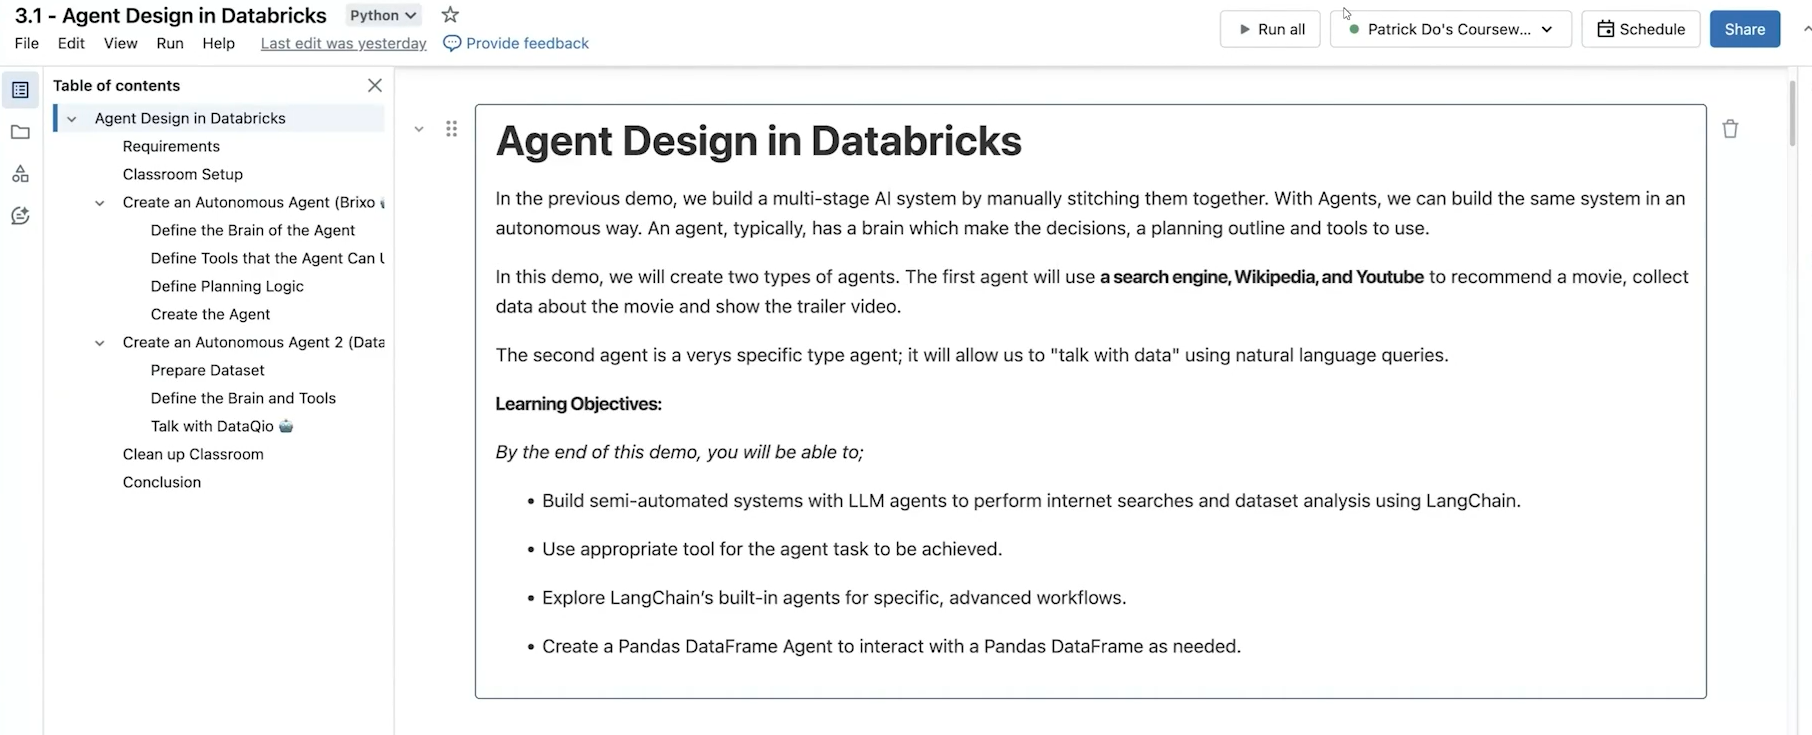 3.1 - Agent Design in Databricks Python
File Edit View Run Help Last edit was yesterday Provide feedback
Run all Patrick Do's Coursew... Schedule Share
Table of contents
Agent Design in Databricks
Requirements
Classroom Setup
Create an Autonomous Agent (Brixo
Define the Brain of the Agent
Define Tools that the Agent Can
Define Planning Logic
Create the Agent
Create an Autonomous Agent 2 (Data
Prepare Dataset
Define the Brain and Tools
Talk with DataQio 🤖
Clean up Classroom
Conclusion
Agent Design in Databricks
In the previous demo, we build a multi-stage AI system by manually stitching them together. With Agents, we can build the same system in an
autonomous way. An agent, typically, has a brain which make the decisions, a planning outline and tools to use.
In this demo, we will create two types of agents. The first agent will use a search engine, Wikipedia, and Youtube to recommend a movie, collect
data about the movie and show the trailer video.
The second agent is a verys specific type agent; it will allow us to "talk with data" using natural language queries.
Learning Objectives:
By the end of this demo, you will be able to;
• Build semi-automated systems with LLM agents to perform internet searches and dataset analysis using LangChain.
• Use appropriate tool for the agent task to be achieved.
• Explore LangChain's built-in agents for specific, advanced workflows.
• Create a Pandas DataFrame Agent to interact with a Pandas DataFrame as needed.